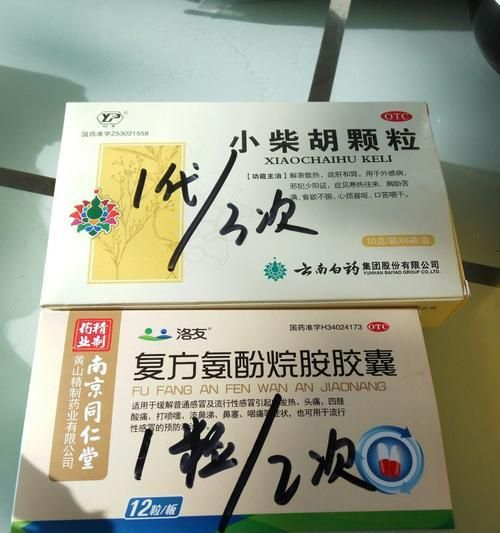 YP
国药准字Z53021558
OTC
小柴胡颗粒
XIAOCHAIHU KELI
【功能主治】解表散热,疏肝和胃。用于外感病,
邪犯少阳证,症见寒热往来、胸胁苦
满、食欲不振、心烦喜呕、口苦咽干。
1代/3次
10克/袋X6袋/盒
云南白药集团股份有限公司
YUNNAN BAIYAO GROUP CO.,LTD.
洛友
国药准字H34024173
OTC
精制药业
黄山精制药业有限公司
南京同仁堂
复方氨酚烷胺胶囊
FU FANG AN FEN WAN AN JIAONANG
适用于缓解普通感冒及流行性感冒引起的发热、头痛、四肢
酸痛、打喷嚏、流鼻涕、鼻塞、咽痛等症状,也可用于流行
性感冒的预防
1粒/2次
12粒/板